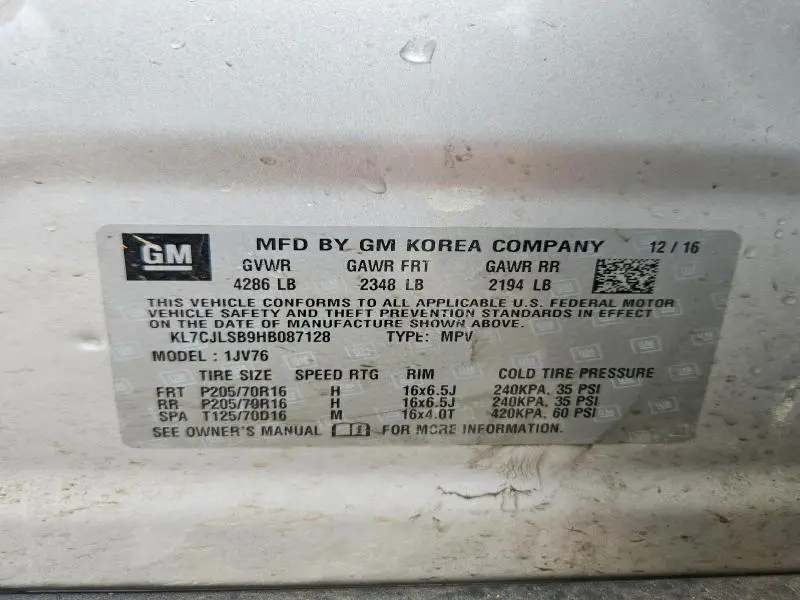 GM MFD BY GM KOREA COMPANY 12 / 16
GVWR GAWR FRT GAWR RR
4286 LB 2348 LB 2194 LB
THIS VEHICLE CONFORMS TO ALL APPLICABLE U.S. FEDERAL MOTOR
VEHICLE SAFETY AND THEFT PREVENTION STANDARDS IN EFFECT
ON THE DATE OF MANUFACTURE SHOWN ABOVE.
KL7CJLSB9HB087128 TYPE: MPV
MODEL : 1JV76
TIRE SIZE SPEED RTG RIM COLD TIRE PRESSURE
FRT P205/70R16 H 16x6.5J 240KPA, 35 PSI
RR P205/70R16 H 16x6.5J 240KPA, 35 PSI
SPA T125/70D16 M 16x4.0T 420KPA, 60 PSI
SEE OWNER'S MANUAL FOR MORE INFORMATION.